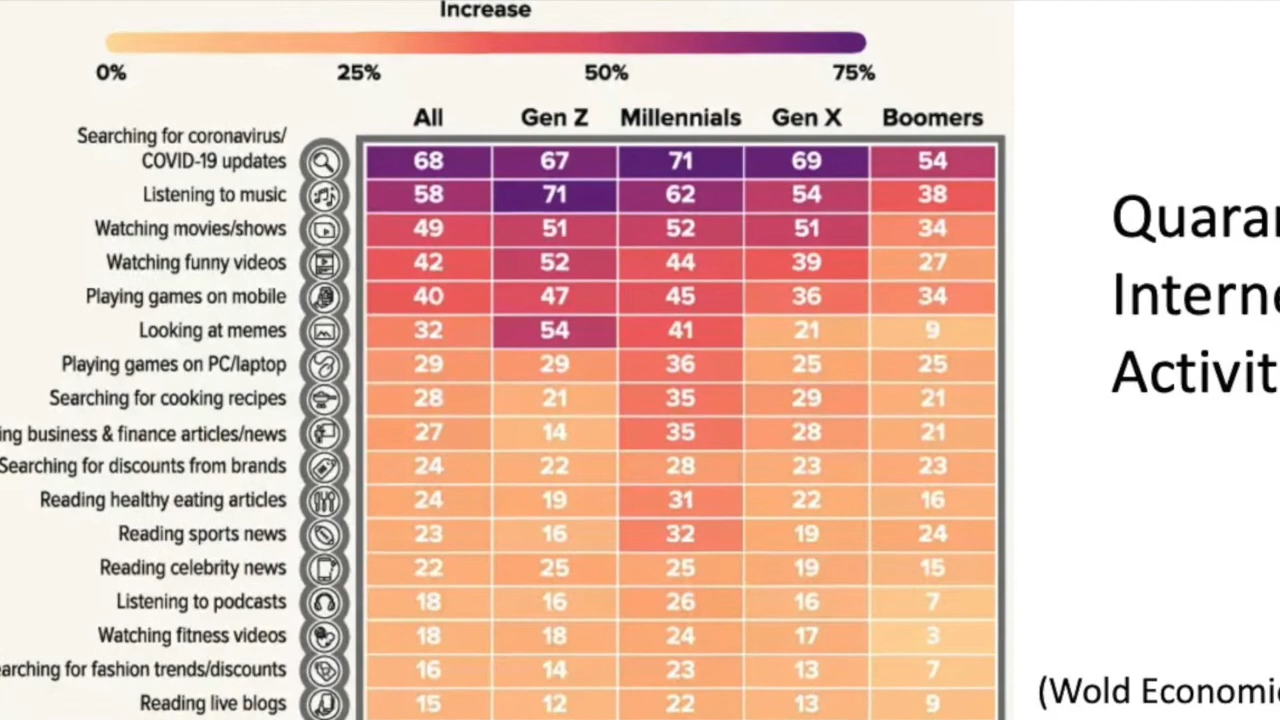 Increase
0% 25% 50% 75%
All Gen Z Millennials Gen X Boomers
Searching for coronavirus/
COVID-19 updates 68 67 71 69 54
Listening to music 58 71 62 54 38
Watching movies/shows 49 51 52 51 34
Watching funny videos 42 52 44 39 27
Playing games on mobile 40 47 45 36 34
Looking at memes 32 54 41 21 9
Playing games on PC/laptop 29 29 36 25 25
Searching for cooking recipes 28 21 35 29 21
ing business & finance articles/news 27 14 35 28 21
Searching for discounts from brands 24 22 28 23 23
Reading healthy eating articles 24 19 31 22 16
Reading sports news 23 16 32 19 24
Reading celebrity news 22 25 25 19 15
Listening to podcasts 18 16 26 16 7
Watching fitness videos 18 18 24 17 3
earching for fashion trends/discounts 16 14 23 13 7
Reading live blogs 15 12 22 13 9
Quaran
Interne
Activit
(Wold Economic